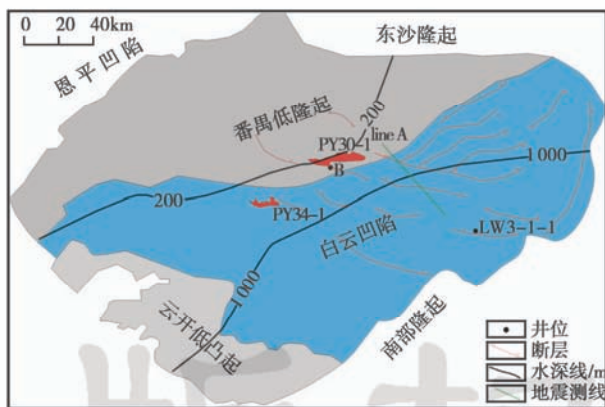 0 20 40km
恩平凹陷
东沙隆起
番禺低隆起
200
line A
PY30-1
B
1 000
200
PY34-1
白云凹陷
LW3-1-1
1 000
云开低凸起
南部隆起
井位
断层
水深线/m
地震测线